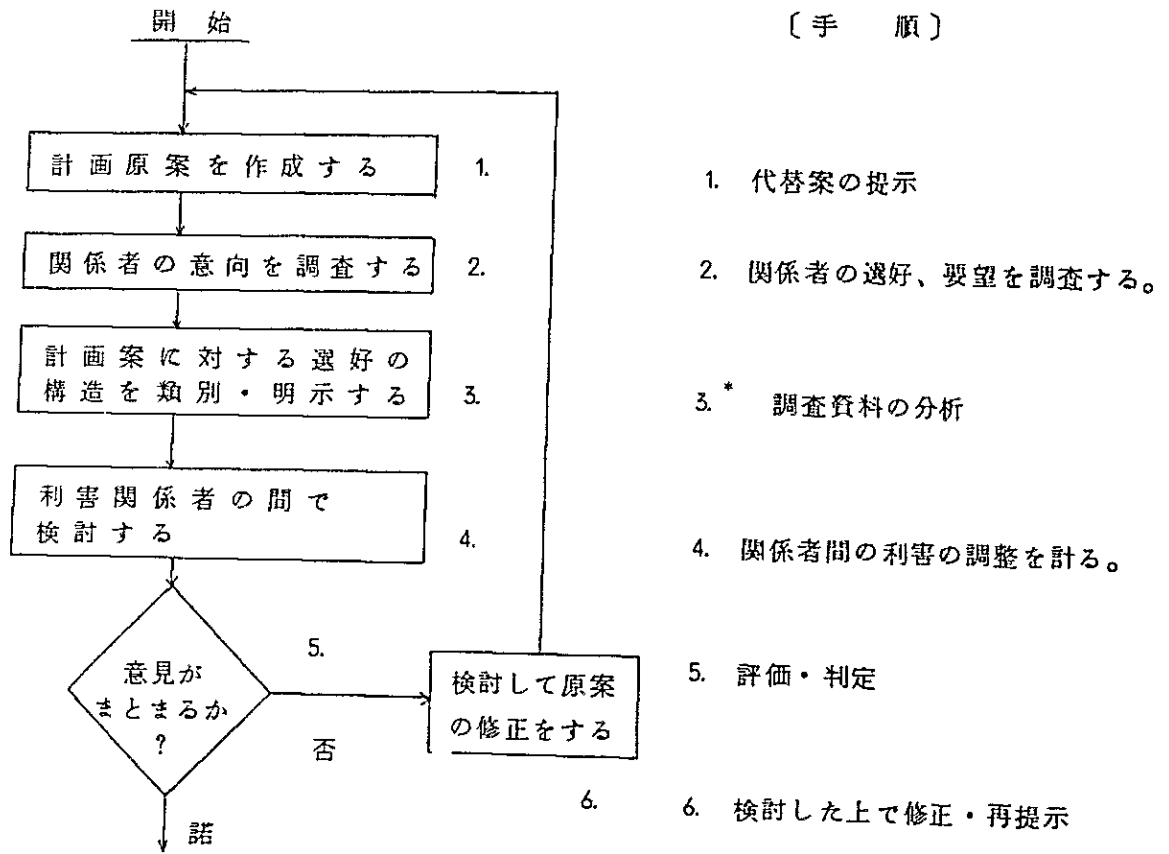 開始
〔手　順〕
計画原案を作成する
1.
1. 代替案の提示
関係者の意向を調査する
2.
2. 関係者の選好、要望を調査する。
計画案に対する選好の
構造を類別・明示する
3.
3.* 調査資料の分析
利害関係者の間で
検討する
4.
4. 関係者間の利害の調整を計る。
意見が
まとまるか
?
5.
否
検討して原案
の修正をする
5. 評価・判定
6.
6. 検討した上で修正・再提示
諾